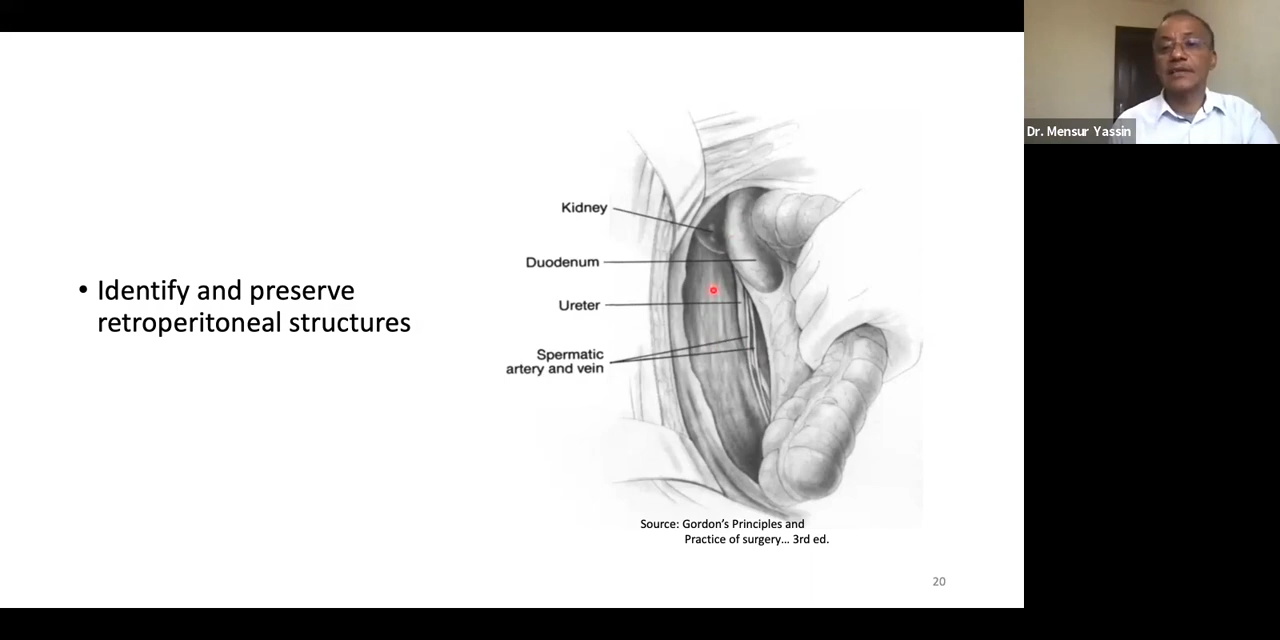 • Identify and preserve
retroperitoneal structures
Kidney
Duodenum
Ureter
Spermatic
artery and vein
Source: Gordon’s Principles and
Practice of surgery… 3rd ed.
20
Dr. Mensur Yassin